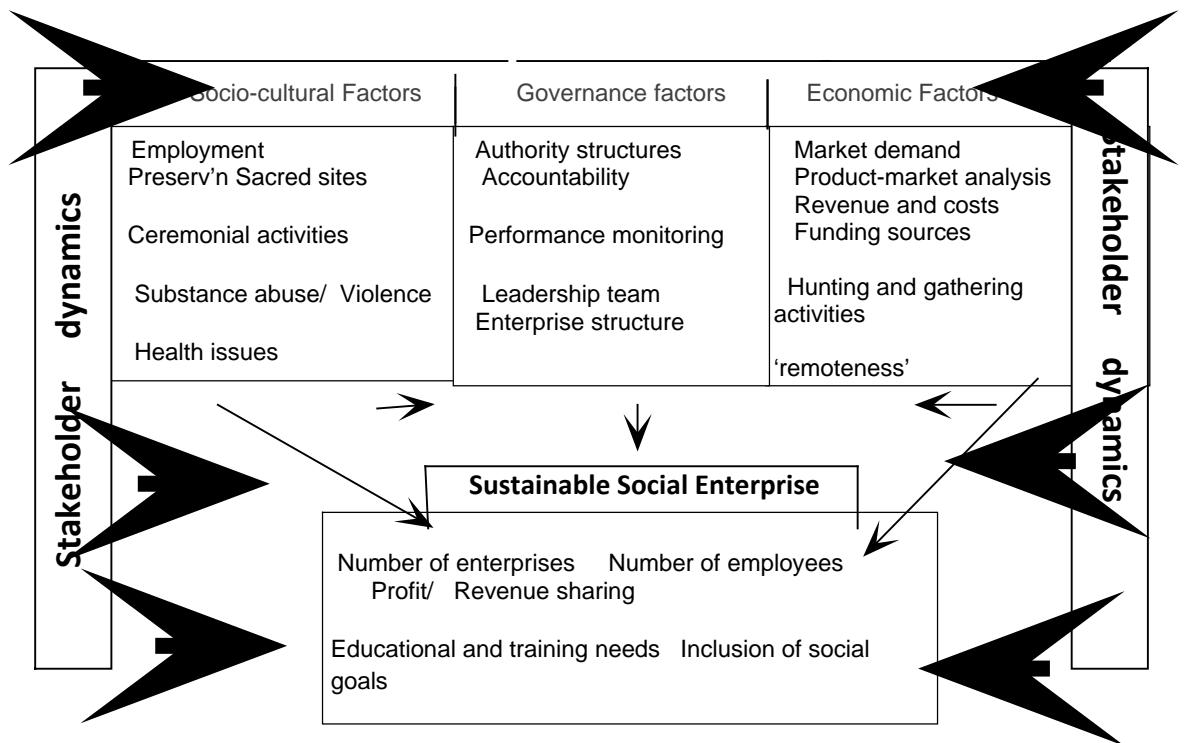 Socio-cultural Factors
Governance factors
Economic Factors
Employment
Preserv’n Sacred sites
Ceremonial activities
Substance abuse/ Violence
Health issues
Authority structures
Accountability
Performance monitoring
Leadership team
Enterprise structure
Market demand
Product-market analysis
Revenue and costs
Funding sources
Hunting and gathering
activities
‘remoteness’
Stakeholder dynamics
Stakeholder dynamics
Sustainable Social Enterprise
Number of enterprises Number of employees
Profit/ Revenue sharing
Educational and training needs Inclusion of social
goals